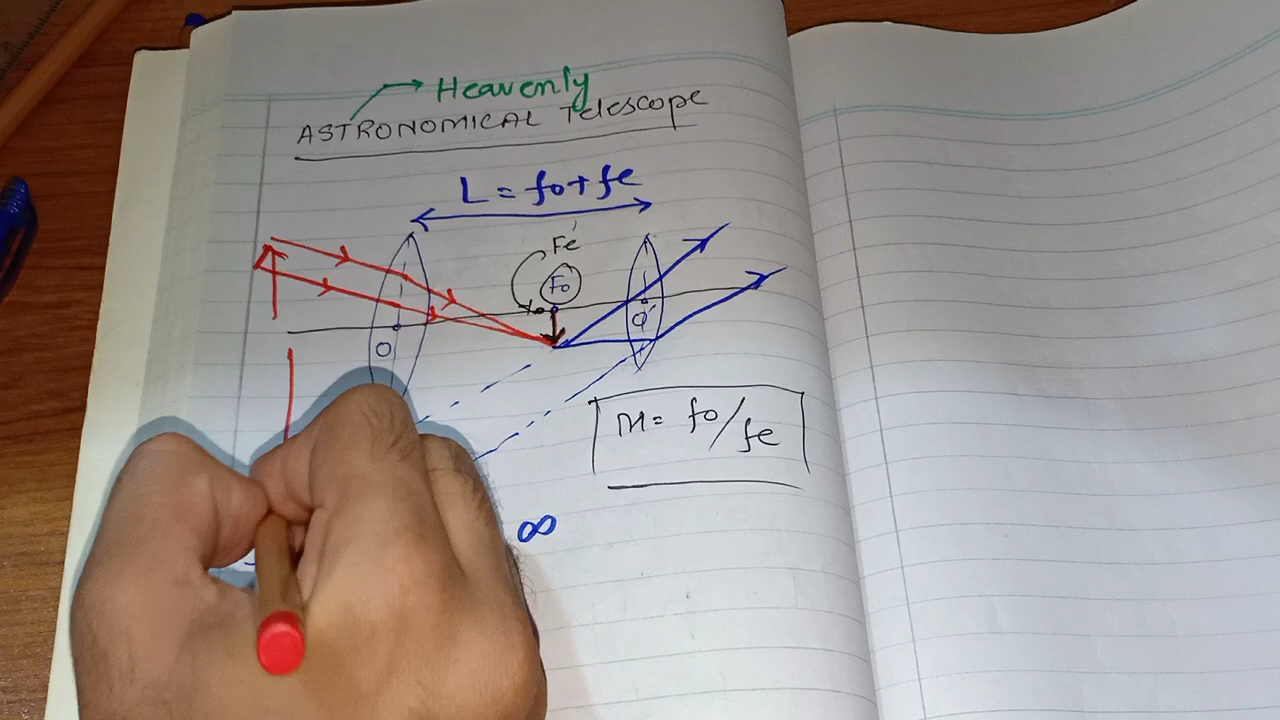 Heavenly
ASTRONOMICAL Telescope
L = fo + fe
Fe'
Fo
O
O'
M = fo/fe
∞